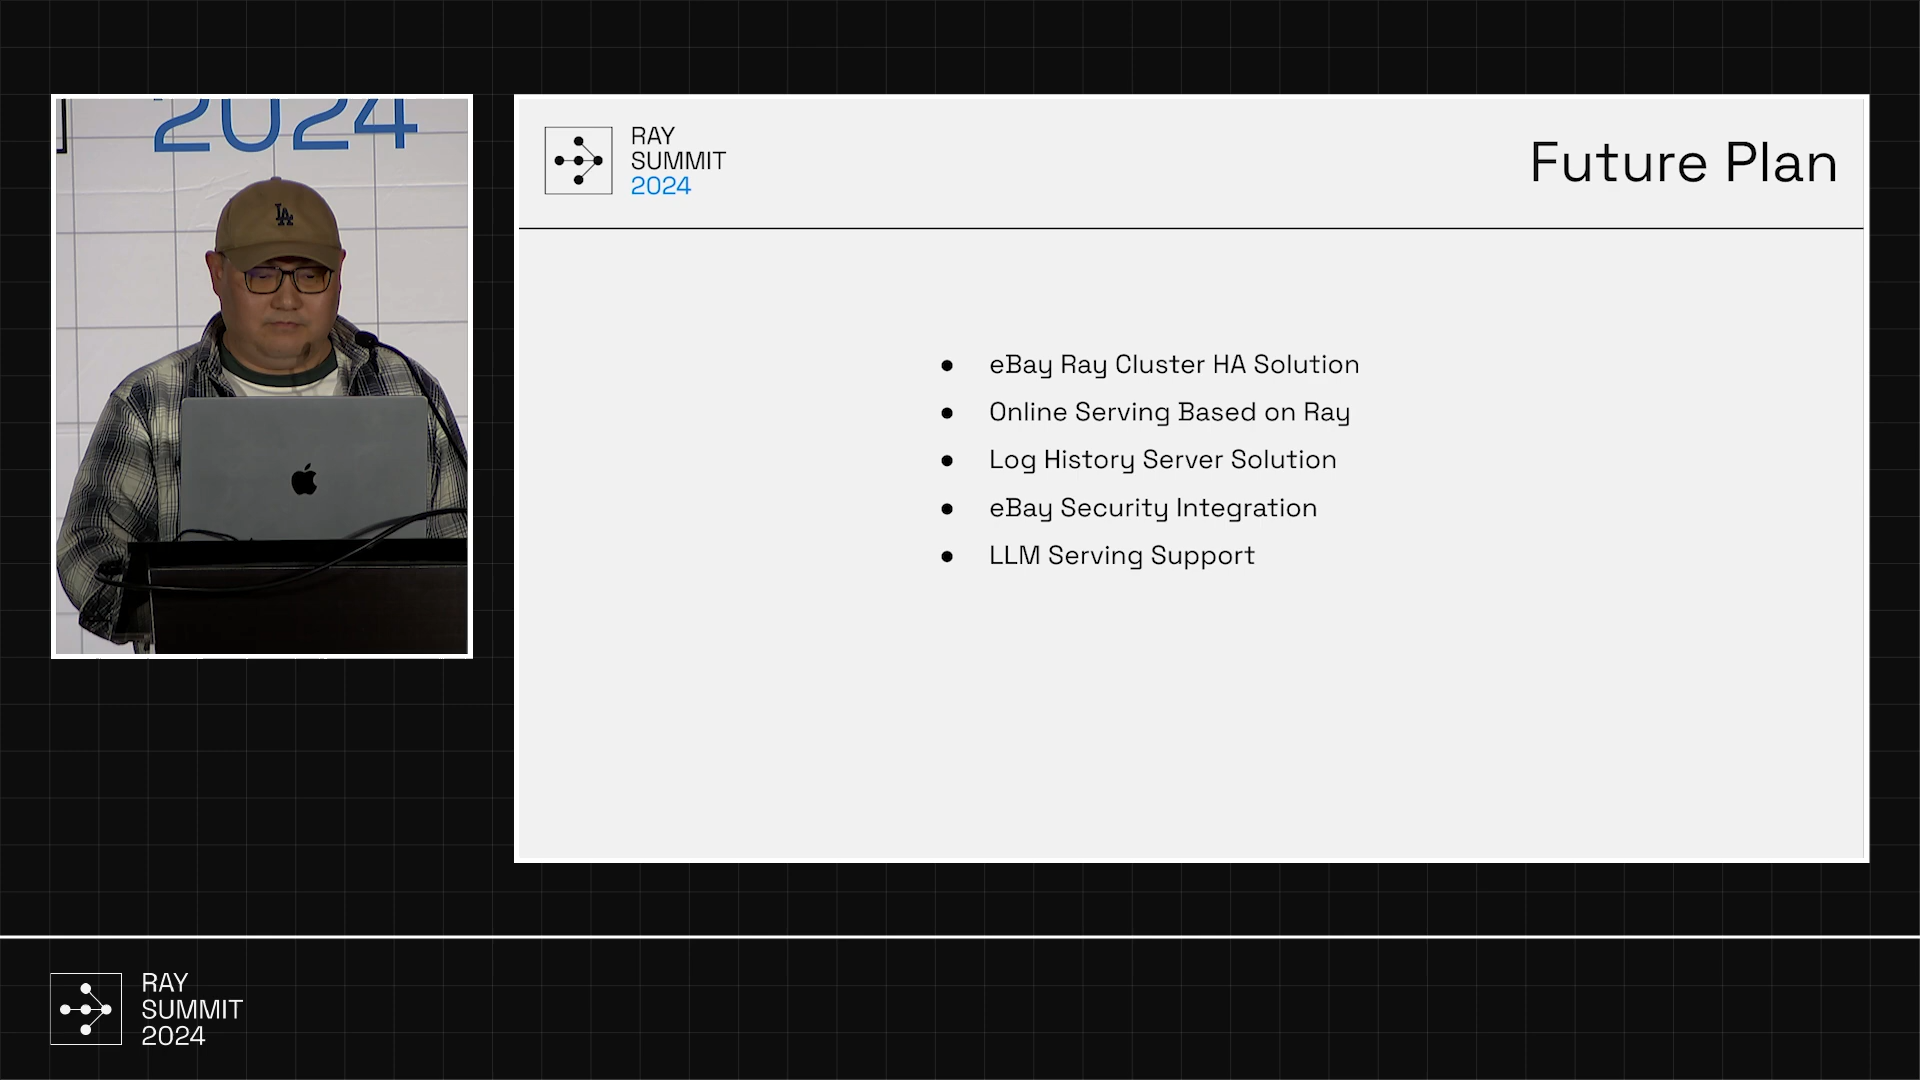 2024
LA
RAY
SUMMIT
2024
Future Plan
● eBay Ray Cluster HA Solution
● Online Serving Based on Ray
● Log History Server Solution
● eBay Security Integration
● LLM Serving Support
RAY
SUMMIT
2024